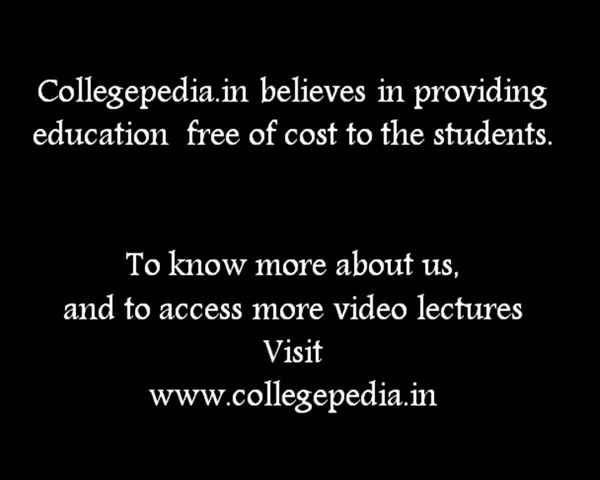 Collegepedia.in believes in providing
education free of cost to the students.
To know more about us,
and to access more video lectures
Visit
www.collegepedia.in